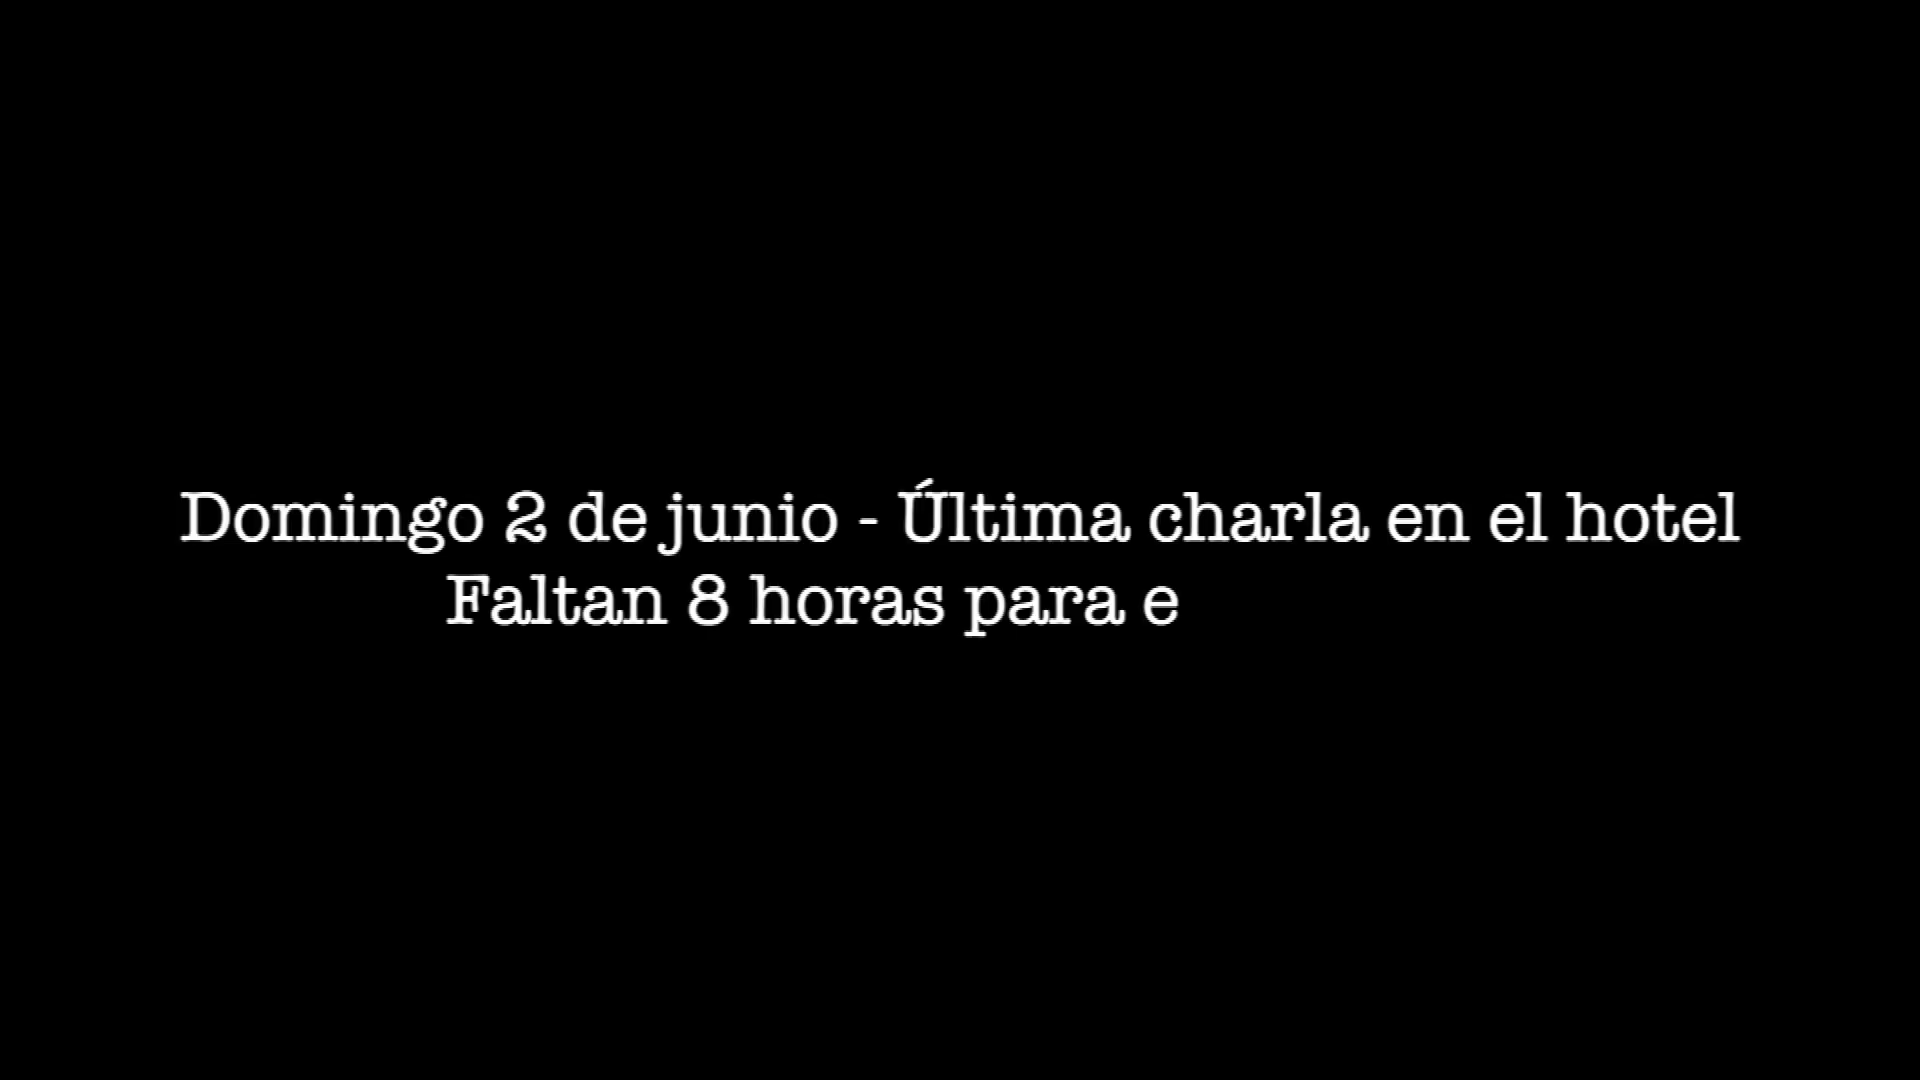 Domingo 2 de junio - Última charla en el hotel
Faltan 8 horas para e